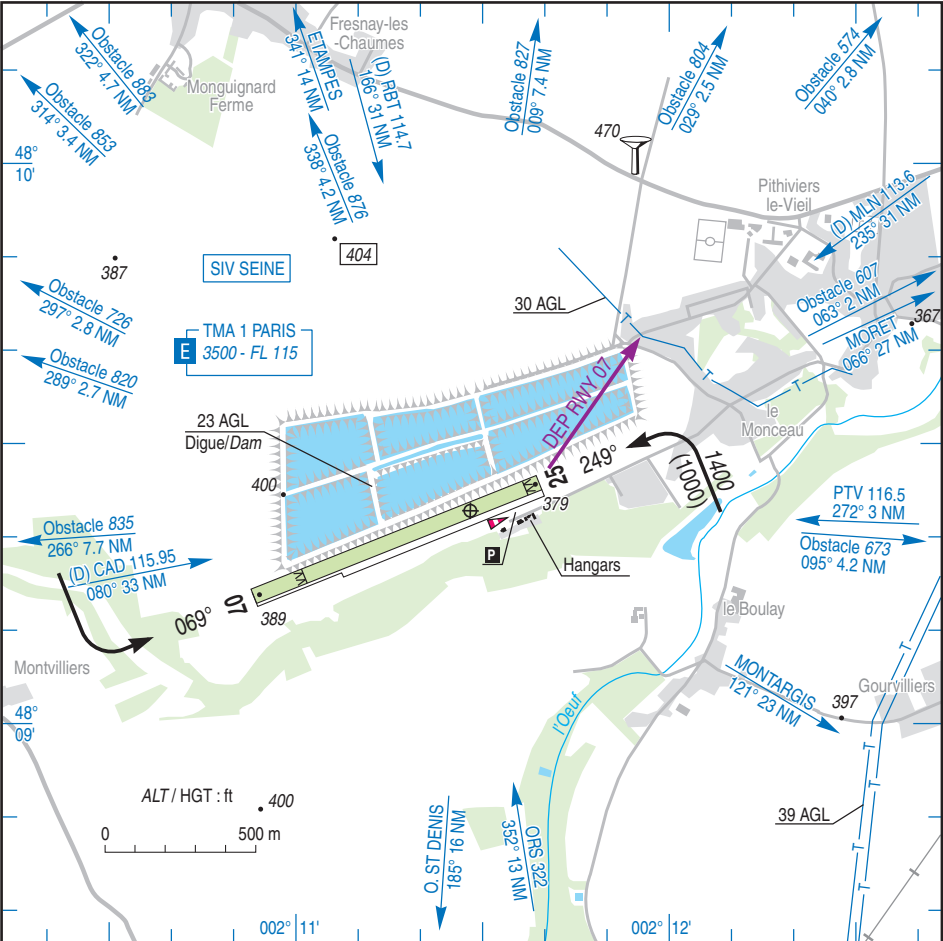 Fresnay-les
-Chaumes
Monguignard
Ferme
Obstacle 883
322° 4.7 NM
Obstacle 853
314° 3.4 NM
ETAMPES
341° 14 NM
(D) RBT 114.7
166° 31 NM
Obstacle 876
338° 4.2 NM
Obstacle 827
009° 7.4 NM
Obstacle 804
029° 2.5 NM
Obstacle 574
040° 2.8 NM
48°
10'
470
Pithiviers
le-Vieil
(D) MLN 113.6
235° 31 NM
404
387
SIV SEINE
Obstacle 607
063° 2 NM
MORET
066° 27 NM
367
Obstacle 726
297° 2.8 NM
30 AGL
T
T
T
E
TMA 1 PARIS
3500 - FL 115
Obstacle 820
289° 2.7 NM
DEP RWY 07
23 AGL
Digue/Dam
le
Monceau
249°
25
1400
(1000)
400
379
PTV 116.5
272° 3 NM
Obstacle 673
095° 4.2 NM
Obstacle 835
266° 7.7 NM
(D) CAD 115.95
080° 33 NM
P
Hangars
069°
07
389
le Boulay
Montvilliers
MONTARGIS
121° 23 NM
Gourvilliers
397
48°
09'
l'Oeuf
T
T
T
T
T
T
ALT / HGT : ft
400
0
500 m
39 AGL
O. ST DENIS
185° 16 NM
ORS 322
352° 13 NM
002° 11'
002° 12'